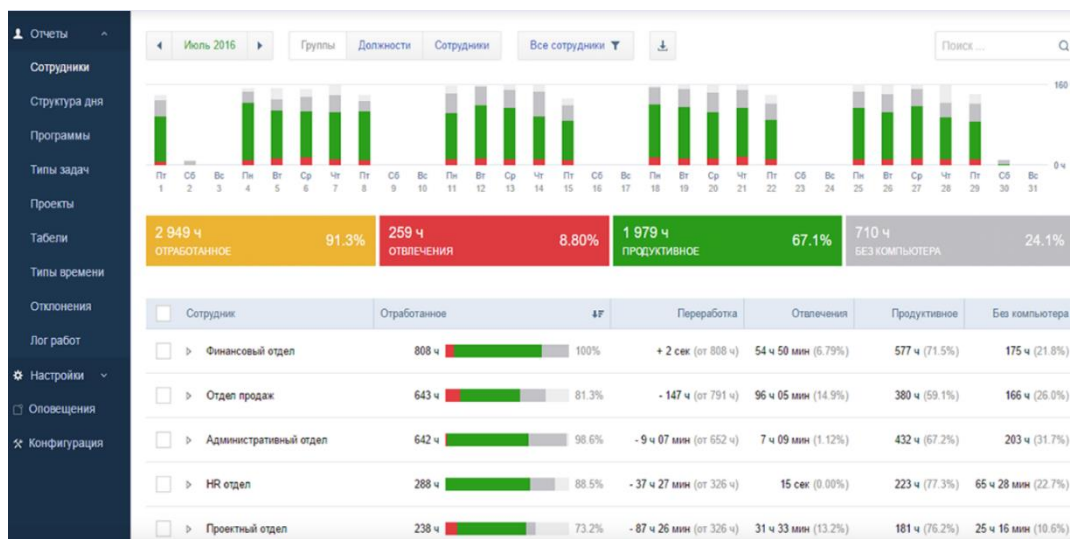 Отчеты
Сотрудники
Структура дня
Программы
Типы задач
Проекты
Табели
Типы времени
Отклонения
Лог работ
Настройки
Оповещения
Конфигурация
Июль 2016 Группы Должности Сотрудники Все сотрудники Поиск ...
160
0 ч
Пт Сб Вс Пн Вт Ср Чт Пт Сб Вс Пн Вт Ср Чт Пт Сб Вс Пн Вт Ср Чт Пт Сб Вс Пн Вт Ср Чт Пт Сб Вс
1 2 3 4 5 6 7 8 9 10 11 12 13 14 15 16 17 18 19 20 21 22 23 24 25 26 27 28 29 30 31
2 949 ч ОТРАБОТАННОЕ 91.3%
259 ч ОТВЛЕЧЕНИЯ 8.80%
1 979 ч ПРОДУКТИВНОЕ 67.1%
710 ч БЕЗ КОМПЬЮТЕРА 24.1%
Сотрудник Отработанное Переработка Отвлечения Продуктивное Без компьютера
Финансовый отдел 808 ч 100% + 2 сек (от 808 ч) 54 ч 50 мин (6.79%) 577 ч (71.5%) 175 ч (21.8%)
Отдел продаж 643 ч 81.3% - 147 ч (от 791 ч) 96 ч 05 мин (14.9%) 380 ч (59.1%) 166 ч (26.0%)
Административный отдел 642 ч 98.6% - 9 ч 07 мин (от 652 ч) 7 ч 09 мин (1.12%) 432 ч (67.2%) 203 ч (31.7%)
HR отдел 288 ч 88.5% - 37 ч 27 мин (от 326 ч) 15 сек (0.00%) 223 ч (77.3%) 65 ч 28 мин (22.7%)
Проектный отдел 238 ч 73.2% - 87 ч 26 мин (от 326 ч) 31 ч 33 мин (13.2%) 181 ч (76.2%) 25 ч 16 мин (10.6%)